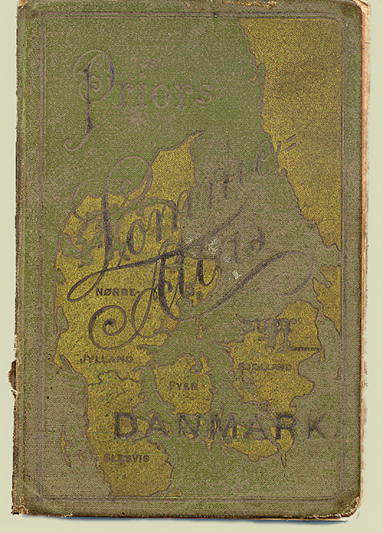 Priors
Lomme=
Atlas
NØRRE
JYLLAND
SJÆLLAND
FYEN
DANMARK.
SLESVIG